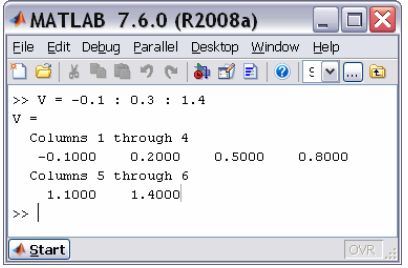 MATLAB 7.6.0 (R2008a)
File Edit Debug Parallel Desktop Window Help
>> V = -0.1 : 0.3 : 1.4
V =
Columns 1 through 4
-0.1000 0.2000 0.5000 0.8000
Columns 5 through 6
1.1000 1.4000
>>
Start OVR